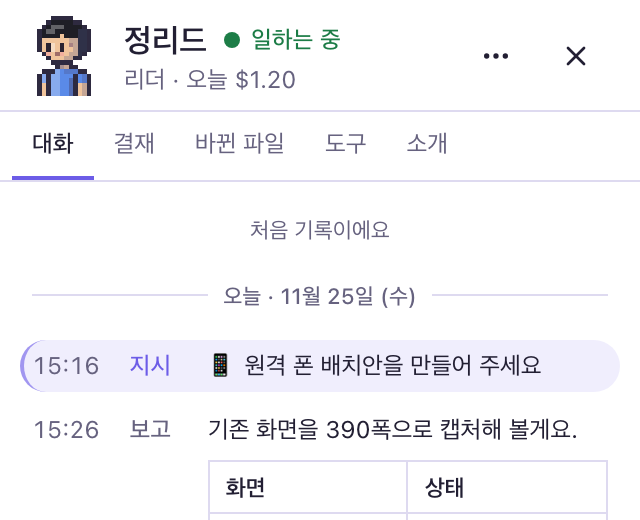 정리드 ● 일하는 중
리더 · 오늘 $1.20
대화 결재 바뀐 파일 도구 소개
처음 기록이에요
오늘 · 11월 25일 (수)
15:16 지시 📱 원격 폰 배치안을 만들어 주세요
15:26 보고 기존 화면을 390폭으로 캡처해 볼게요.
화면 상태